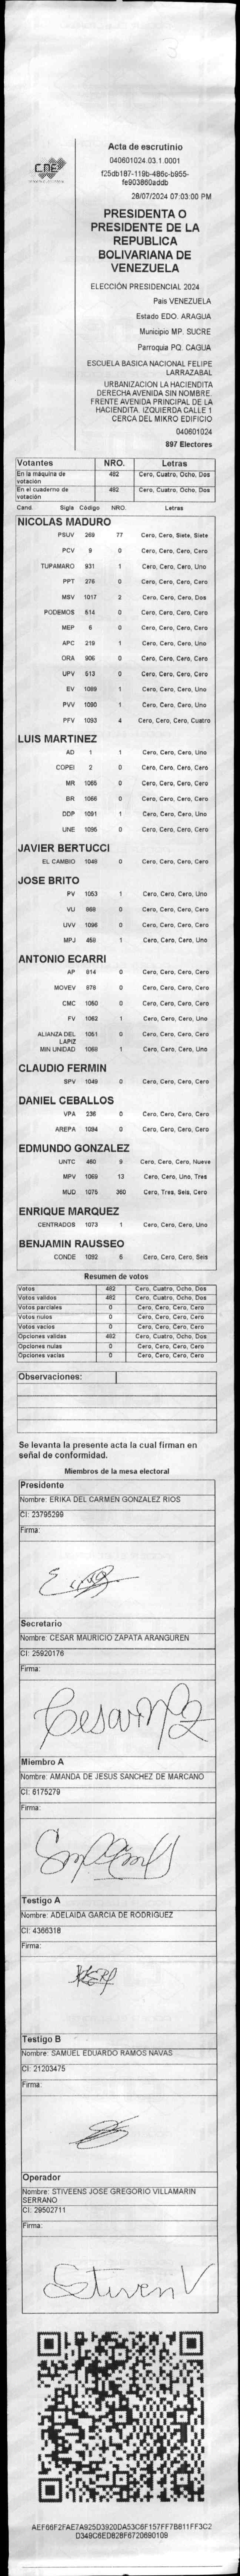 Acta de escrutinio
040601024.03.1.0001
f25db187-119b-486c-b955-
fe903860addb
28/07/2024 07:03:00 PM
CNE
PRESIDENTA O
PRESIDENTE DE LA
REPUBLICA
BOLIVARIANA DE
VENEZUELA
ELECCIÓN PRESIDENCIAL 2024
País VENEZUELA
Estado EDO. ARAGUA
Municipio MP. SUCRE
Parroquia PQ. CAGUA
ESCUELA BASICA NACIONAL FELIPE
LARRAZABAL
URBANIZACION LA HACIENDITA
DERECHA AVENIDA SIN NOMBRE.
FRENTE AVENIDA PRINCIPAL DE LA
HACIENDITA. IZQUIERDA CALLE 1
CERCA DEL MIKRO EDIFICIO
040601024
897 Electores
Votantes NRO. Letras
En la máquina de votación 482 Cero, Cuatro, Ocho, Dos
En el cuaderno de votación 482 Cero, Cuatro, Ocho, Dos
Cand. Sigla Código NRO. Letras
NICOLAS MADURO
PSUV 269 77 Cero, Cero, Siete, Siete
PCV 9 0 Cero, Cero, Cero, Cero
TUPAMARO 931 1 Cero, Cero, Cero, Uno
PPT 276 0 Cero, Cero, Cero, Cero
MSV 1017 2 Cero, Cero, Cero, Dos
PODEMOS 514 0 Cero, Cero, Cero, Cero
MEP 6 0 Cero, Cero, Cero, Cero
APC 219 1 Cero, Cero, Cero, Uno
ORA 906 0 Cero, Cero, Cero, Cero
UPV 513 0 Cero, Cero, Cero, Cero
EV 1089 1 Cero, Cero, Cero, Uno
PVV 1090 1 Cero, Cero, Cero, Uno
PFV 1093 4 Cero, Cero, Cero, Cuatro
LUIS MARTINEZ
AD 1 1 Cero, Cero, Cero, Uno
COPEI 2 0 Cero, Cero, Cero, Cero
MR 1065 0 Cero, Cero, Cero, Cero
BR 1066 0 Cero, Cero, Cero, Cero
DDP 1091 1 Cero, Cero, Cero, Uno
UNE 1095 0 Cero, Cero, Cero, Cero
JAVIER BERTUCCI
EL CAMBIO 1048 0 Cero, Cero, Cero, Cero
JOSE BRITO
PV 1053 1 Cero, Cero, Cero, Uno
VU 868 0 Cero, Cero, Cero, Cero
UVV 1096 0 Cero, Cero, Cero, Cero
MPJ 458 1 Cero, Cero, Cero, Uno
ANTONIO ECARRI
AP 814 0 Cero, Cero, Cero, Cero
MOVEV 878 0 Cero, Cero, Cero, Cero
CMC 1050 0 Cero, Cero, Cero, Cero
FV 1062 1 Cero, Cero, Cero, Uno
ALIANZA DEL LAPIZ 1051 0 Cero, Cero, Cero, Cero
MIN UNIDAD 1058 1 Cero, Cero, Cero, Uno
CLAUDIO FERMIN
SPV 1049 0 Cero, Cero, Cero, Cero
DANIEL CEBALLOS
VPA 236 0 Cero, Cero, Cero, Cero
AREPA 1094 0 Cero, Cero, Cero, Cero
EDMUNDO GONZALEZ
UNTC 460 9 Cero, Cero, Cero, Nueve
MPV 1069 13 Cero, Cero, Uno, Tres
MUD 1075 360 Cero, Tres, Seis, Cero
ENRIQUE MARQUEZ
CENTRADOS 1073 1 Cero, Cero, Cero, Uno
BENJAMIN RAUSSEO
CONDE 1092 6 Cero, Cero, Cero, Seis
Resumen de votos
Votos 482 Cero, Cuatro, Ocho, Dos
Votos validos 482 Cero, Cuatro, Ocho, Dos
Votos parciales 0 Cero, Cero, Cero, Cero
Votos nulos 0 Cero, Cero, Cero, Cero
Votos vacios 0 Cero, Cero, Cero, Cero
Opciones validas 482 Cero, Cuatro, Ocho, Dos
Opciones nulas 0 Cero, Cero, Cero, Cero
Opciones vacias 0 Cero, Cero, Cero, Cero
Observaciones:
Se levanta la presente acta la cual firman en
señal de conformidad.
Miembros de la mesa electoral
Presidente
Nombre: ERIKA DEL CARMEN GONZALEZ RIOS
CI: 23795299
Firma:
Secretario
Nombre: CESAR MAURICIO ZAPATA ARANGUREN
CI: 25920176
Firma:
Miembro A
Nombre: AMANDA DE JESUS SANCHEZ DE MARCANO
CI: 6175279
Firma:
Testigo A
Nombre: ADELAIDA GARCIA DE RODRIGUEZ
CI: 4366318
Firma:
Testigo B
Nombre: SAMUEL EDUARDO RAMOS NAVAS
CI: 21203475
Firma:
Operador
Nombre: STIVEENS JOSE GREGORIO VILLAMARIN
SERRANO
CI: 29502711
Firma:
Stiven V
AEF66F2FAE7A925D3920DA53C6F157FF7B811FF3C2
D349C6ED828F6720690109